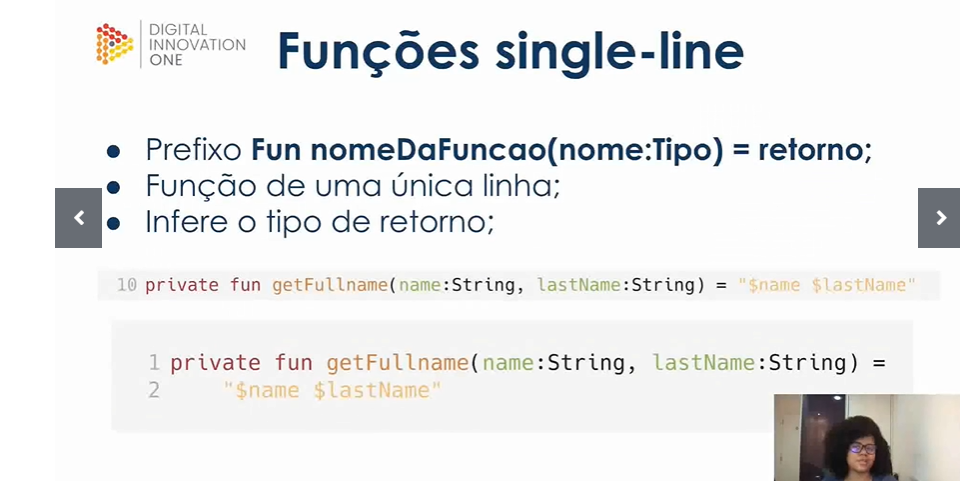 DIGITAL
INNOVATION
ONE
Funções single-line
● Prefixo Fun nomeDaFuncao(nome:Tipo) = retorno;
● Função de uma única linha;
● Infere o tipo de retorno;
10 private fun getFullname(name:String, lastName:String) = "$name $lastName"
1 private fun getFullname(name:String, lastName:String) =
2 "$name $lastName"